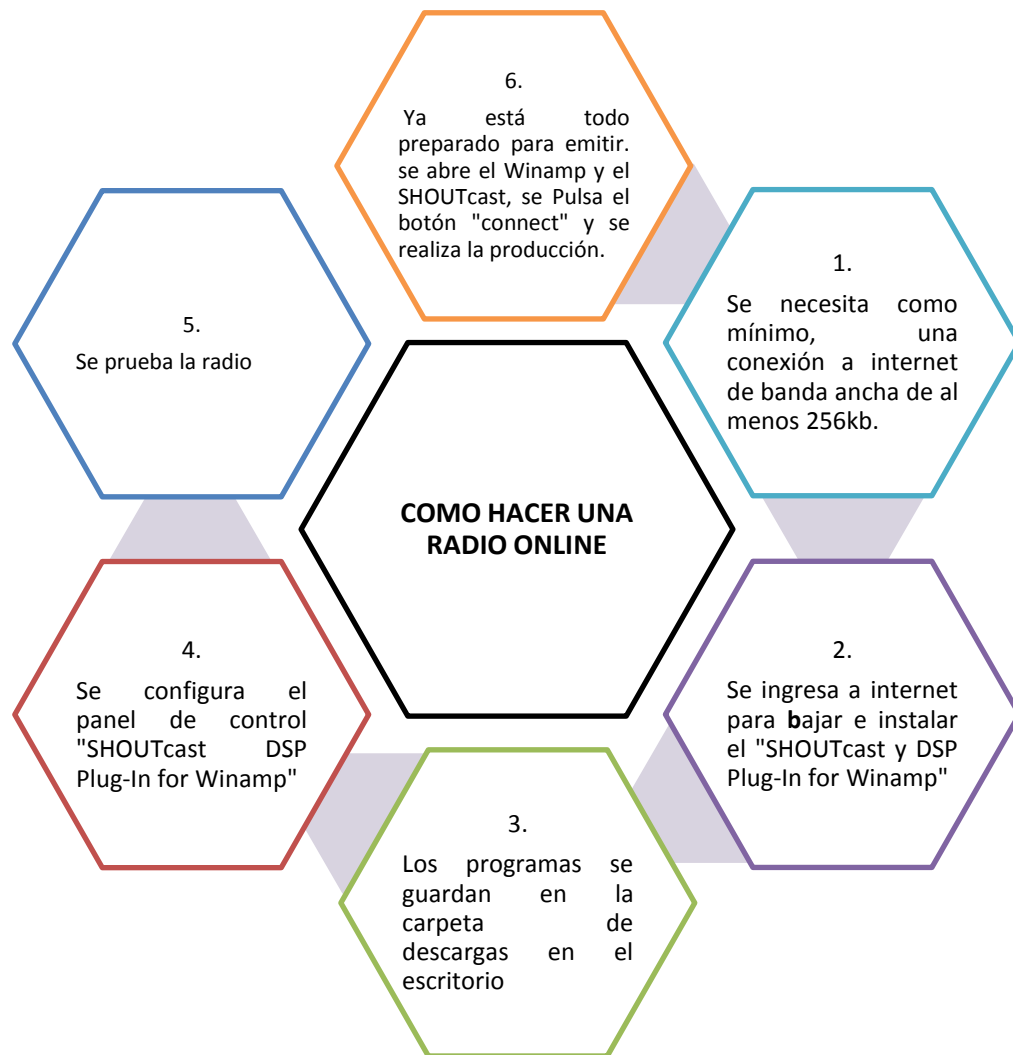 COMO HACER UNA
RADIO ONLINE
1.
Se necesita como
mínimo, una
conexión a internet
de banda ancha de al
menos 256kb.
2.
Se ingresa a internet
para bajar e instalar
el "SHOUTcast y DSP
Plug-In for Winamp"
3.
Los programas se
guardan en la
carpeta de
descargas en el
escritorio
4.
Se configura el
panel de control
"SHOUTcast DSP
Plug-In for Winamp"
5.
Se prueba la radio
6.
Ya está todo
preparado para emitir.
se abre el Winamp y el
SHOUTcast, se Pulsa el
botón "connect" y se
realiza la producción.